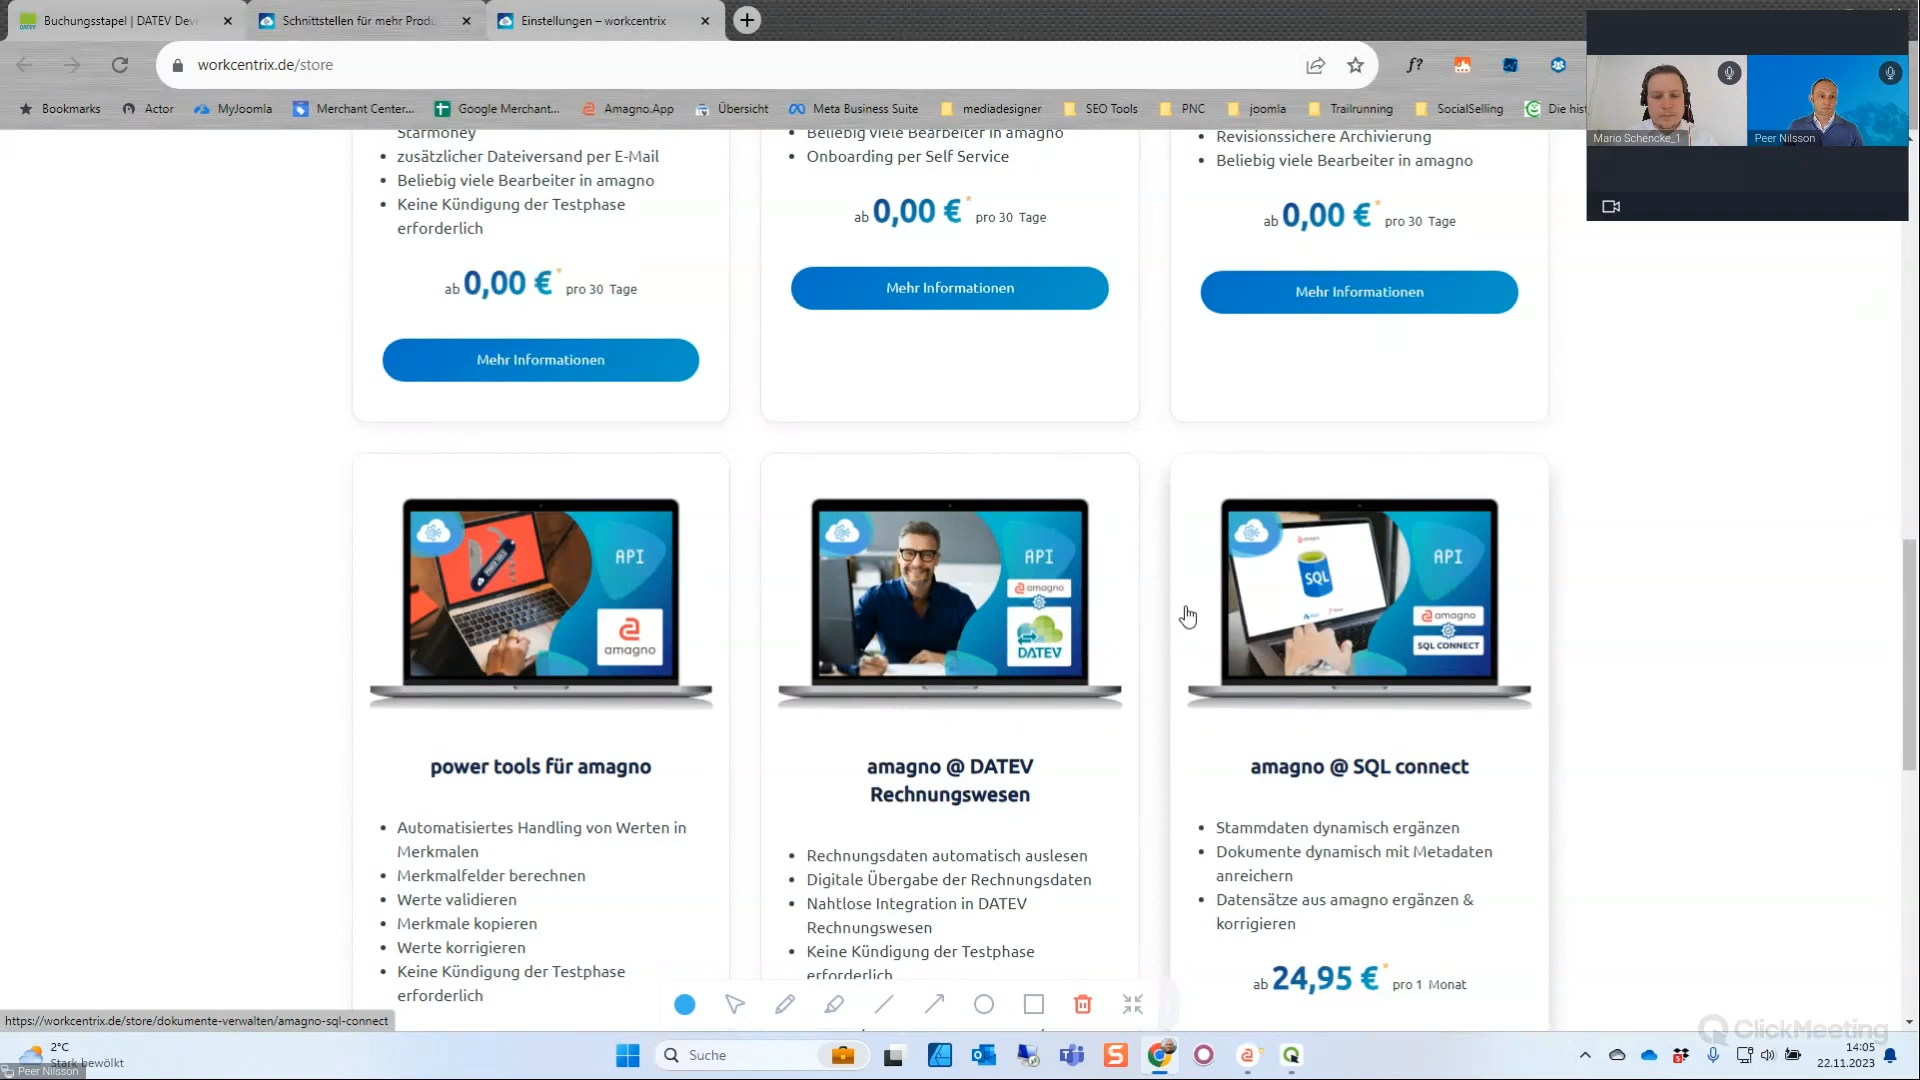 Buchungsstapel | DATEV Dev
Schnittstellen für mehr Produ
Einstellungen – workcentrix
workcentrix.de/store
f?
Bookmarks
Actor
MyJoomla
Merchant Center...
Google Merchant...
Amagno.App
Übersicht
Meta Business Suite
mediadesigner
SEO Tools
PNC
joomla
Trailrunning
SocialSelling
Die hist
Mario Schencke_1
Peer Nilsson
Starmoney
zusätzlicher Dateiversand per E-Mail
Beliebig viele Bearbeiter in amagno
Keine Kündigung der Testphase
erforderlich
ab 0,00 €* pro 30 Tage
Mehr Informationen
Beliebig viele Bearbeiter in amagno
Onboarding per Self Service
ab 0,00 €* pro 30 Tage
Mehr Informationen
Revisionssichere Archivierung
Beliebig viele Bearbeiter in amagno
ab 0,00 €* pro 30 Tage
Mehr Informationen
API
amagno
power tools für amagno
Automatisiertes Handling von Werten in
Merkmalen
Merkmalfelder berechnen
Werte validieren
Merkmale kopieren
Werte korrigieren
Keine Kündigung der Testphase
erforderlich
API
amagno
DATEV
amagno @ DATEV
Rechnungswesen
Rechnungsdaten automatisch auslesen
Digitale Übergabe der Rechnungsdaten
Nahtlose Integration in DATEV
Rechnungswesen
Keine Kündigung der Testphase
erforderlich
SQL
API
amagno
SQL CONNECT
amagno @ SQL connect
Stammdaten dynamisch ergänzen
Dokumente dynamisch mit Metadaten
anreichern
Datensätze aus amagno ergänzen &
korrigieren
ab 24,95 €* pro 1 Monat
https://workcentrix.de/store/dokumente-verwalten/amagno-sql-connect
ClickMeeting
2°C
Stark bewölkt
Peer Nilsson
Suche
14:05
22.11.2023